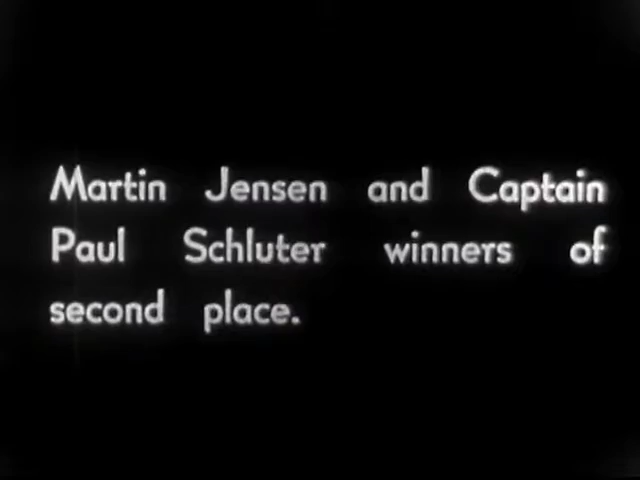 Martin Jensen and Captain
Paul Schluter winners of
second place.